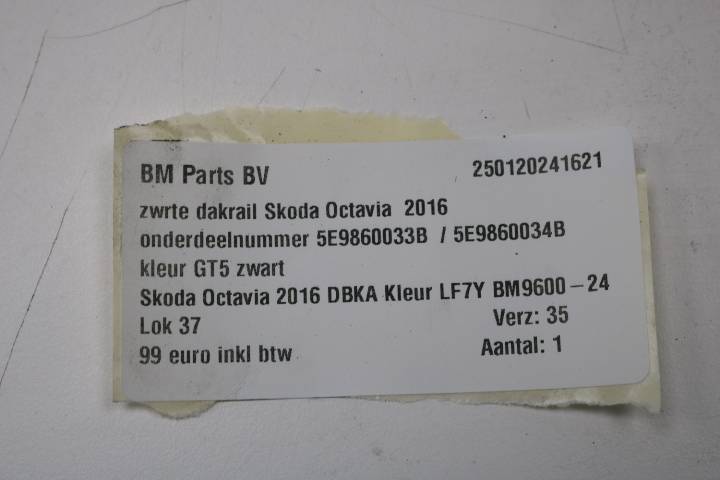 BM Parts BV 250120241621
zwrte dakrail Skoda Octavia 2016
onderdeelnummer 5E9860033B / 5E9860034B
kleur GT5 zwart
Skoda Octavia 2016 DBKA Kleur LF7Y BM9600-24
Lok 37 Verz: 35
99 euro inkl btw Aantal: 1